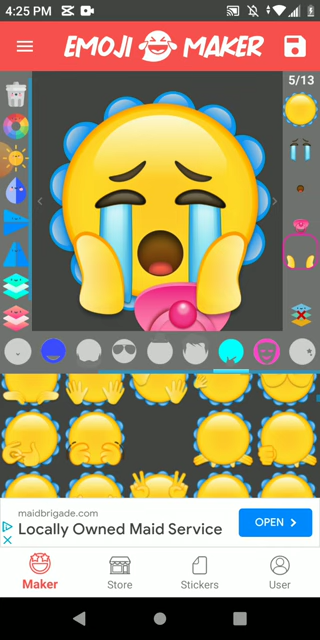 4:25 PM
EMOJI MAKER
5/13
maidbrigade.com
Locally Owned Maid Service
OPEN
Maker
Store
Stickers
User